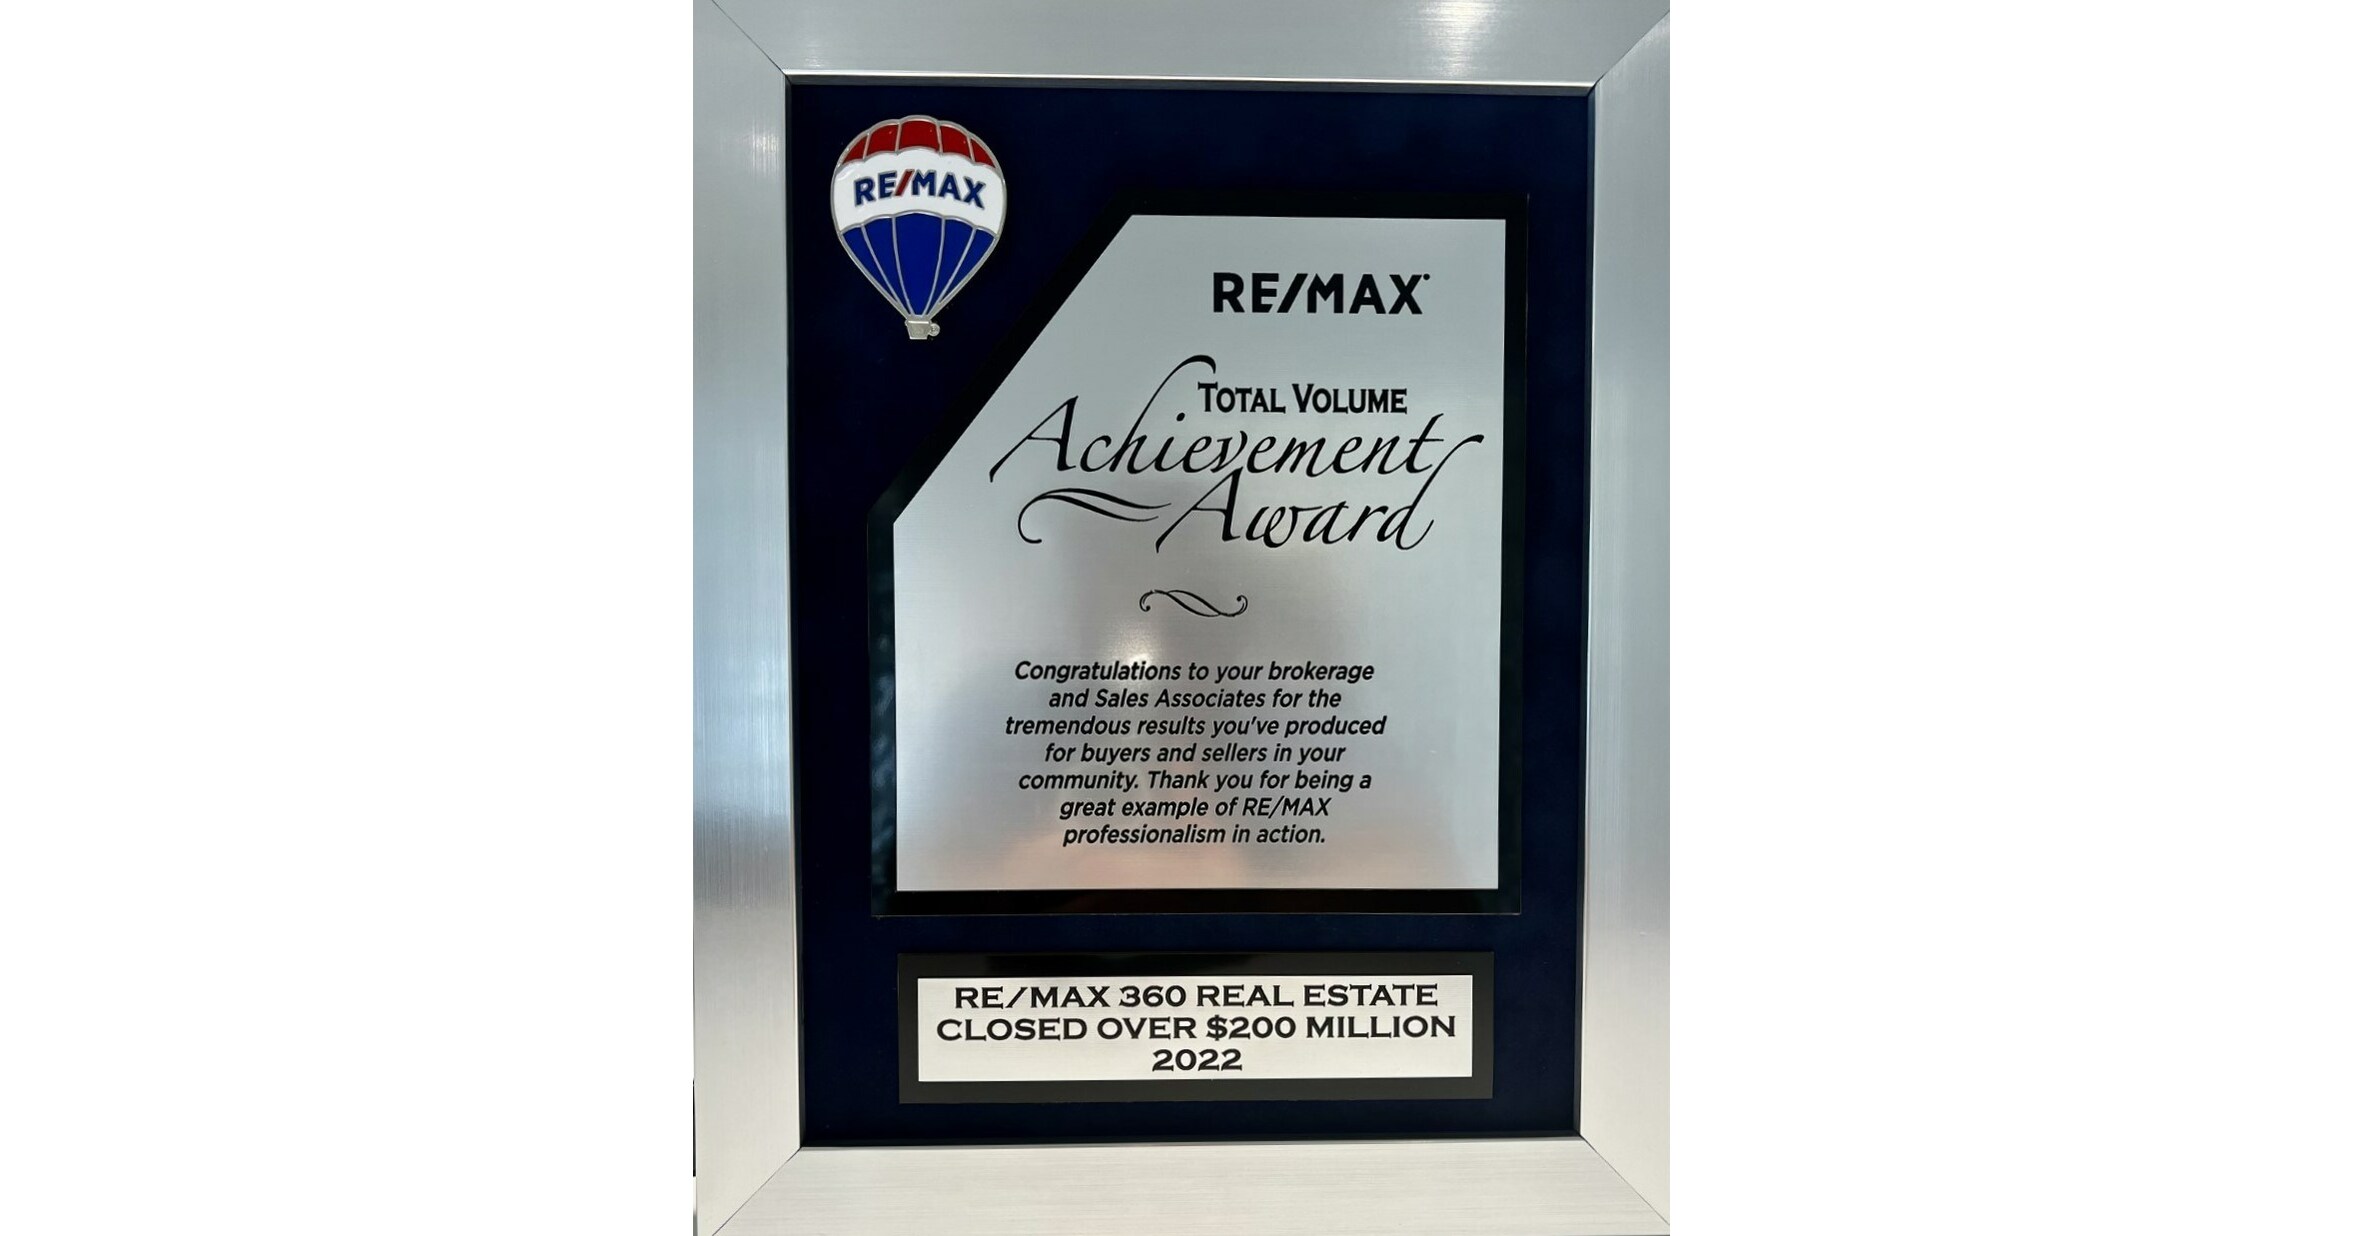 RE/MAX
RE/MAX
TOTAL VOLUME
Achievement
Award
Congratulations to your brokerage
and Sales Associates for the
tremendous results you've produced
for buyers and sellers in your
community. Thank you for being a
great example of RE/MAX
professionalism in action.
RE/MAX 360 REAL ESTATE
CLOSED OVER $200 MILLION
2022